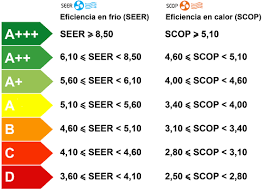 SEER SCOP
Eficiencia en frio (SEER) Eficiencia en calor (SCOP)
A+++ SEER ⩾ 8,50 SCOP ⩾ 5,10
A++ 6,10 ⩽ SEER < 8,50 4,60 ⩽ SCOP < 5,10
A+ 5,60 ⩽ SEER < 6,10 4,00 ⩽ SCOP < 4,60
A 5,10 ⩽ SEER < 5,60 3,40 ⩽ SCOP < 4,00
B 4,60 ⩽ SEER < 5,10 3,10 ⩽ SCOP < 3,40
C 4,10 ⩽ SEER < 4,60 2,80 ⩽ SCOP < 3,10
D 3,60 ⩽ SEER < 4,10 2,50 ⩽ SCOP < 2,80